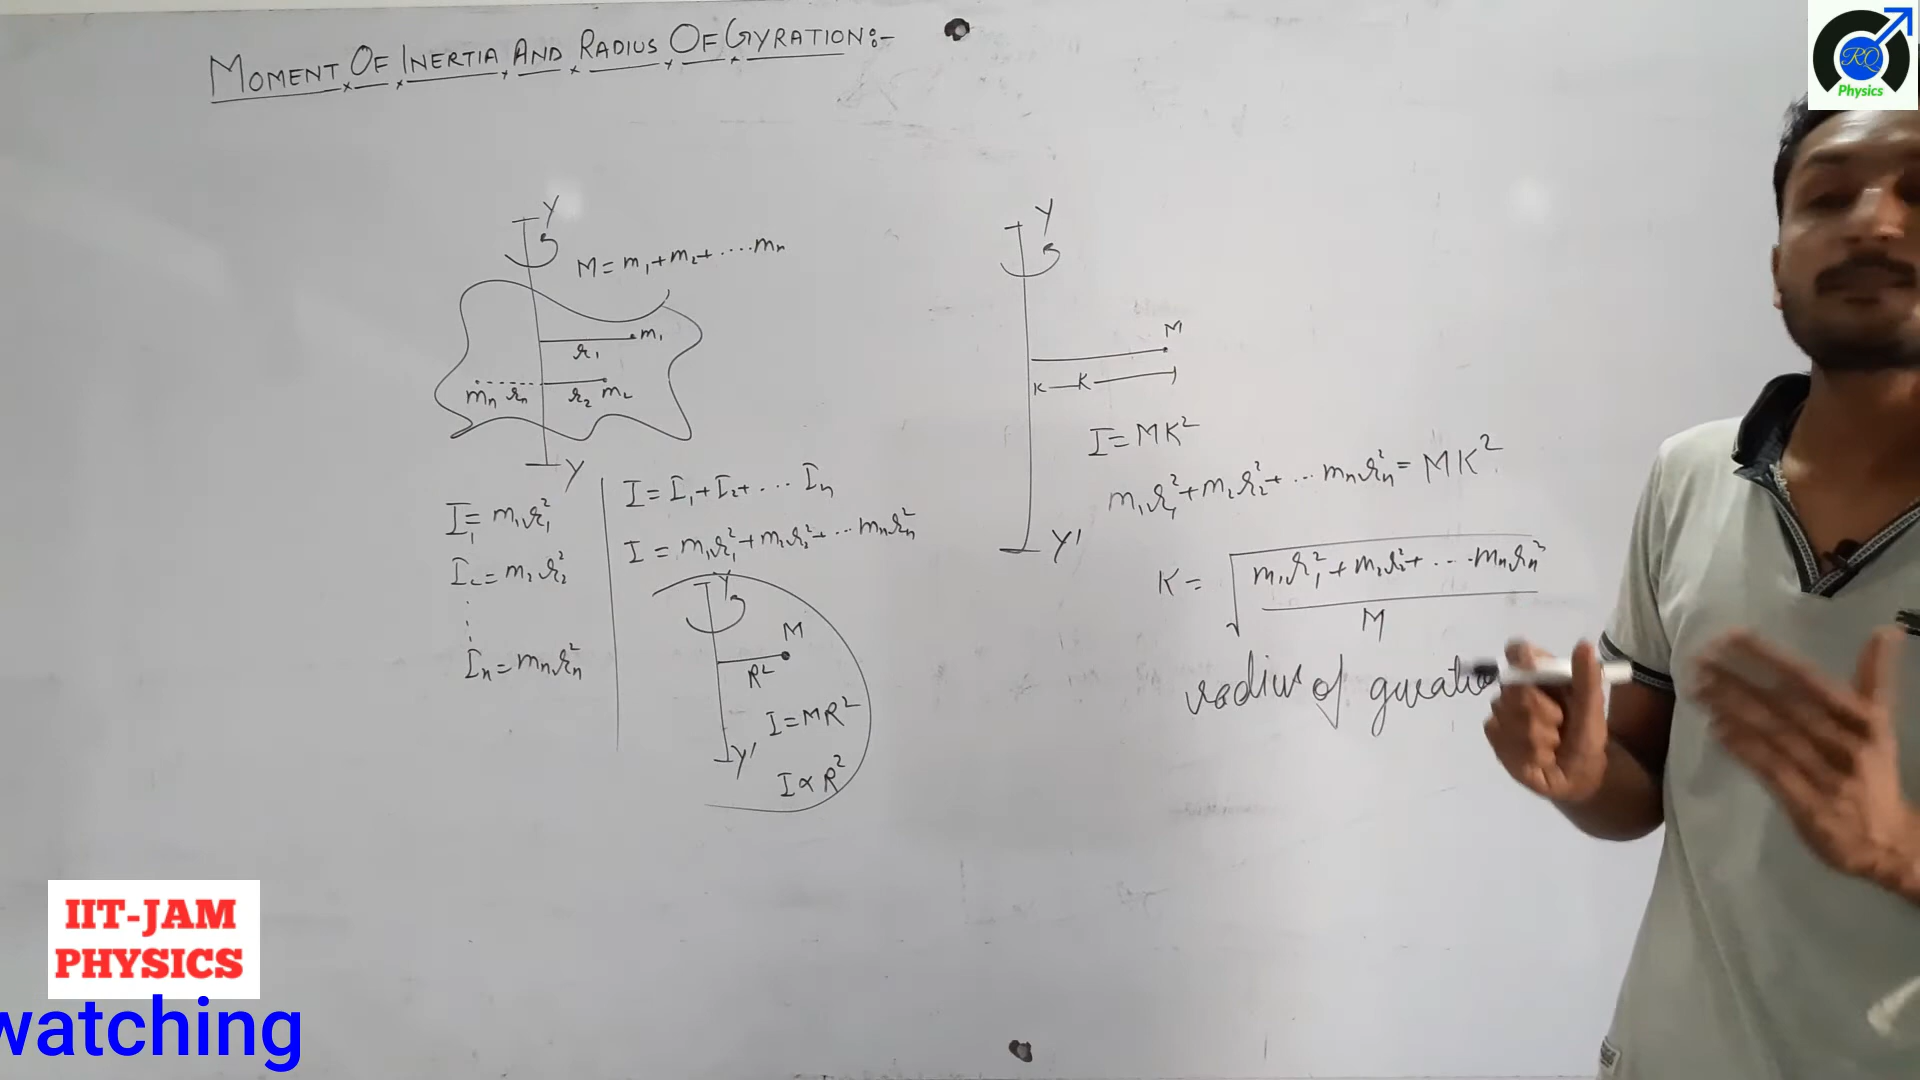 MOMENT OF INERTIA AND RADIUS OF GYRATION:-
RQ
Physics
Y
M = m₁+m₂+ ....mₙ
m₁
r₁
mₙ rₙ
r₂ m₂
Y
I₁ = m₁r₁²
I₂ = m₂r₂²
Iₙ = mₙrₙ²
I = I₁+I₂+ ... Iₙ
I = m₁r₁²+m₂r₂²+ ... mₙrₙ²
Y
M
R²
I = MR²
Y'
I ∝ R²
Y
M
K
I = MK²
m₁r₁²+m₂r₂²+ ... mₙrₙ² = MK²
Y'
K = √ m₁r₁²+m₂r₂²+ ... mₙrₙ²
M
radius of
IIT-JAM
PHYSICS
watching